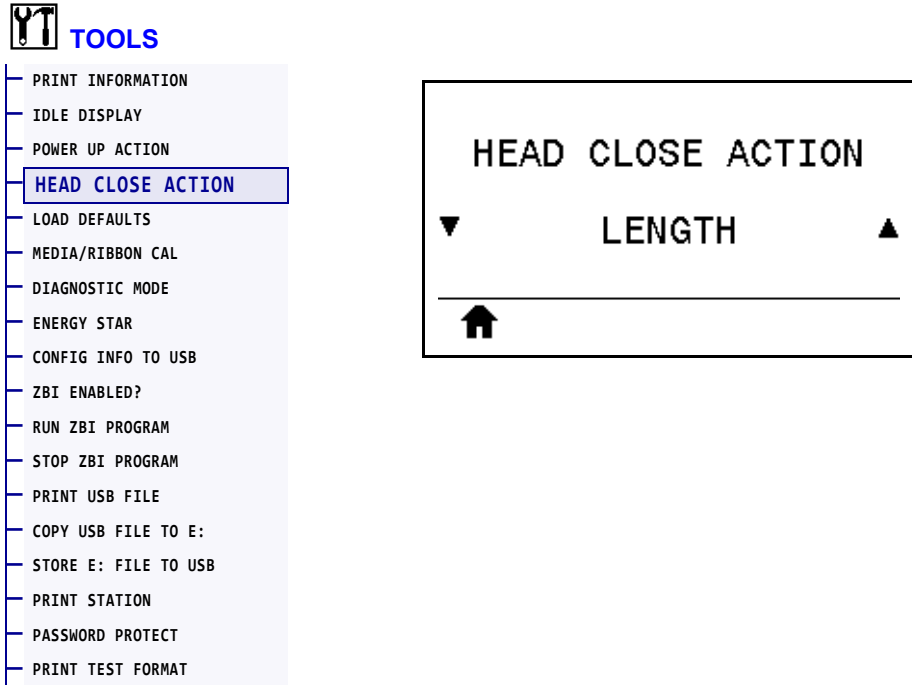 TOOLS
PRINT INFORMATION
IDLE DISPLAY
POWER UP ACTION
HEAD CLOSE ACTION
LOAD DEFAULTS
MEDIA/RIBBON CAL
DIAGNOSTIC MODE
ENERGY STAR
CONFIG INFO TO USB
ZBI ENABLED?
RUN ZBI PROGRAM
STOP ZBI PROGRAM
PRINT USB FILE
COPY USB FILE TO E:
STORE E: FILE TO USB
PRINT STATION
PASSWORD PROTECT
PRINT TEST FORMAT
HEAD CLOSE ACTION
LENGTH